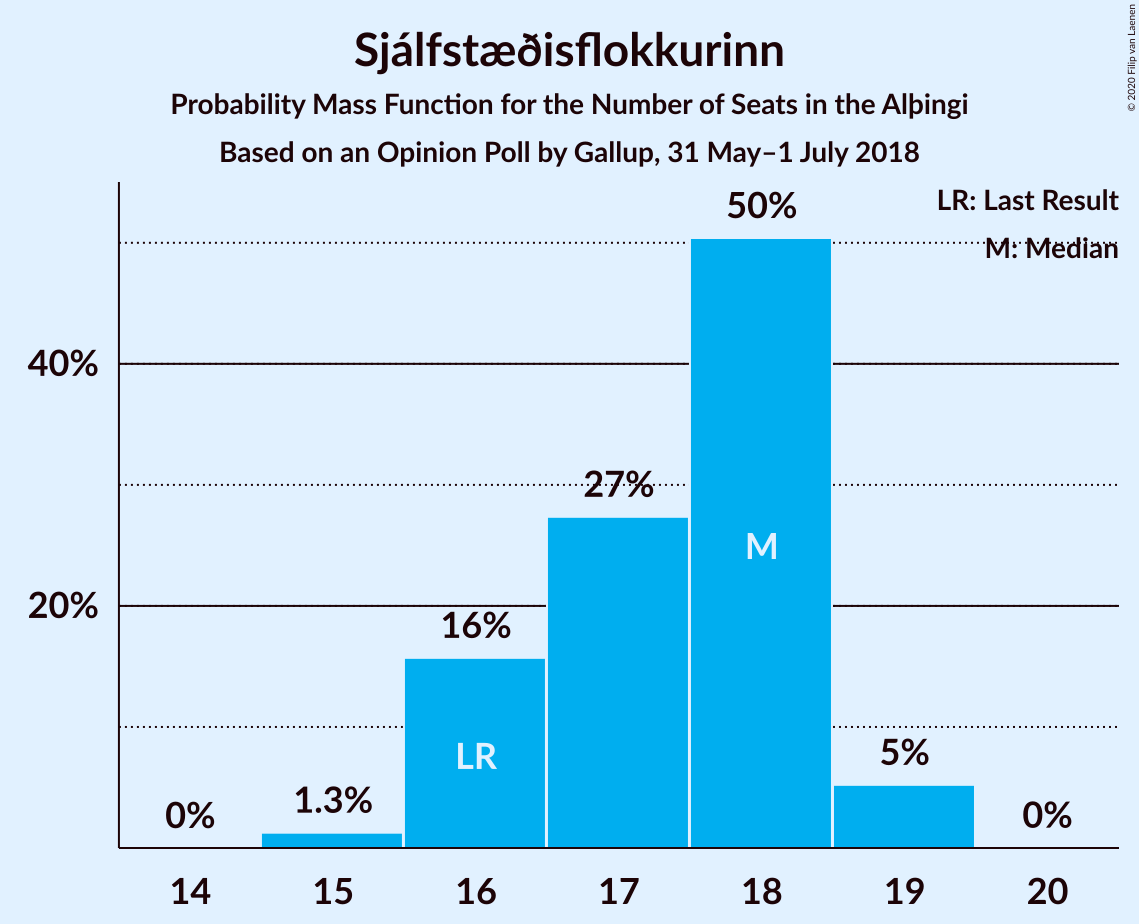 Sjálfstæðisflokkurinn
Probability Mass Function for the Number of Seats in the Alþingi
Based on an Opinion Poll by Gallup, 31 May–1 July 2018
© 2020 Filip van Laenen
LR: Last Result
M: Median
50%
40%
27%
M
20%
16%
LR
5%
1.3%
0%
0%
14 15 16 17 18 19 20